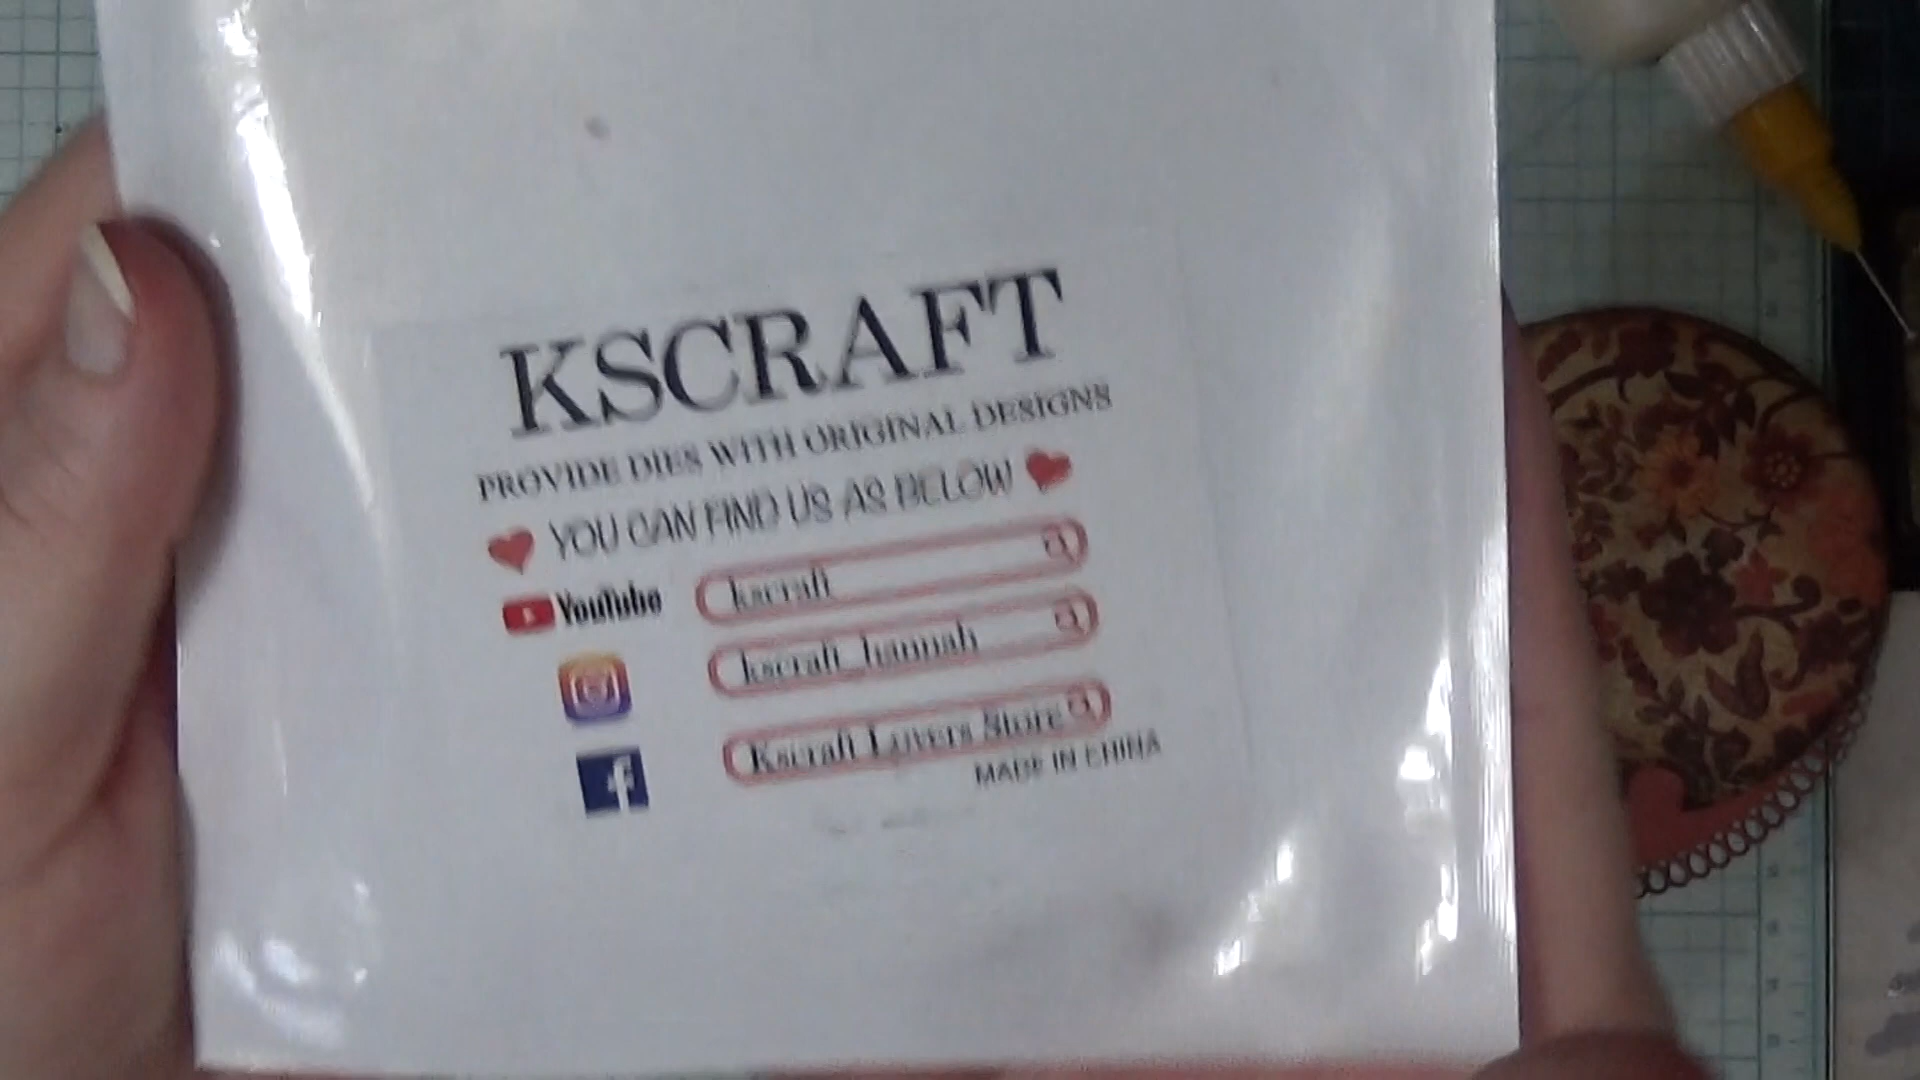 KSCRAFT
PROVIDE DIES WITH ORIGINAL DESIGNS
YOU CAN FIND US AS BELOW
YouTube kscraft
kscraft_hannah
Kscraft Lovers Store
MADE IN CHINA